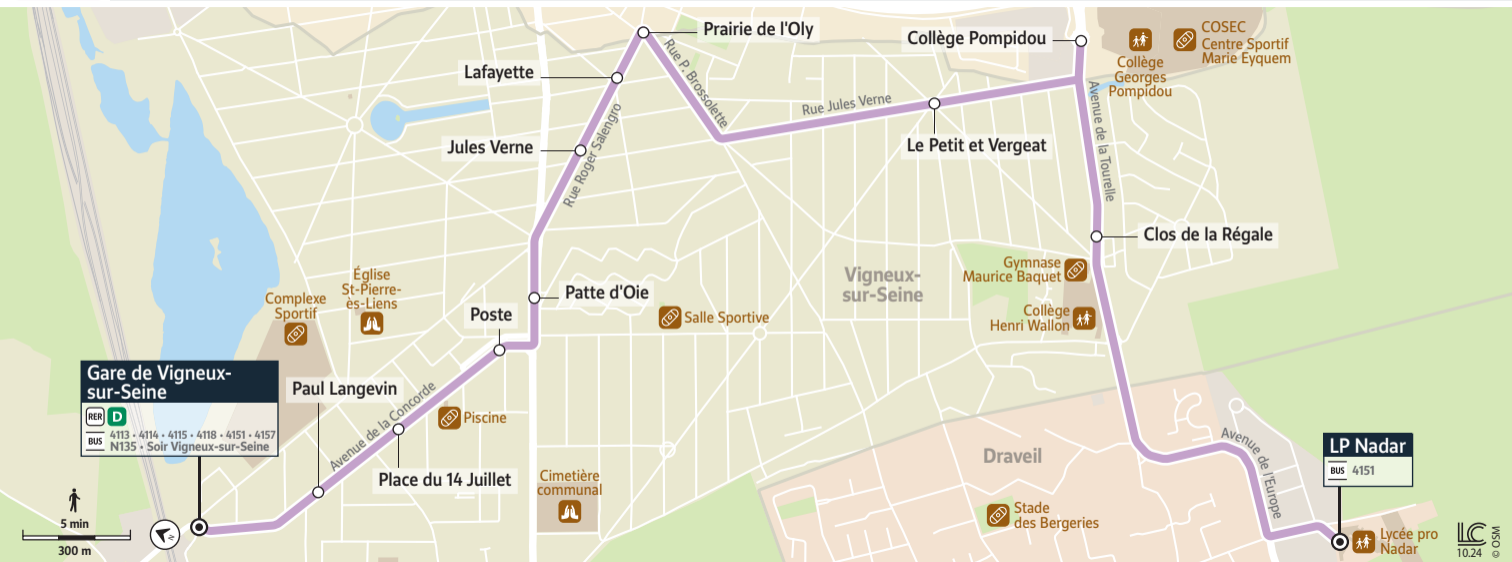 Prairie de l'Oly
Lafayette
Jules Verne
Rue Roger Salengro
Rue P. Brossolette
Rue Jules Verne
Le Petit et Vergeat
Collège Pompidou
Collège
Georges
Pompidou
COSEC
Centre Sportif
Marie Eyquem
Avenue de la Tourelle
Clos de la Régale
Gymnase
Maurice Baquet
Collège
Henri Wallon
Vigneux-
sur-Seine
Patte d'Oie
Poste
Salle Sportive
Église
St-Pierre-
ès-Liens
Complexe
Sportif
Gare de Vigneux-
sur-Seine
RER D
BUS 4113 • 4114 • 4115 • 4118 • 4151 • 4157
N135 • Soir Vigneux-sur-Seine
Paul Langevin
Avenue de la Concorde
Piscine
Place du 14 Juillet
Cimetière
communal
Draveil
Stade
des Bergeries
Avenue de l'Europe
LP Nadar
BUS 4151
Lycée pro
Nadar
5 min
300 m
N
LC
10.24
© OSM